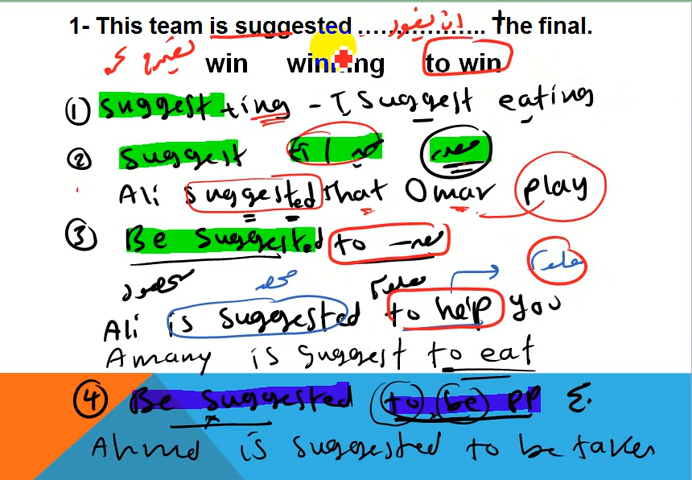 1- This team is suggested ……………….. the final.
win winning to win
① Suggest + ing - I suggest eating
② Suggest مصدر
Ali suggested that Omar play
③ Be suggested to مصدر
Ali is suggested to help you
Amany is suggest to eat
④ Be suggested to be PP
Ahmed is suggested to be taken